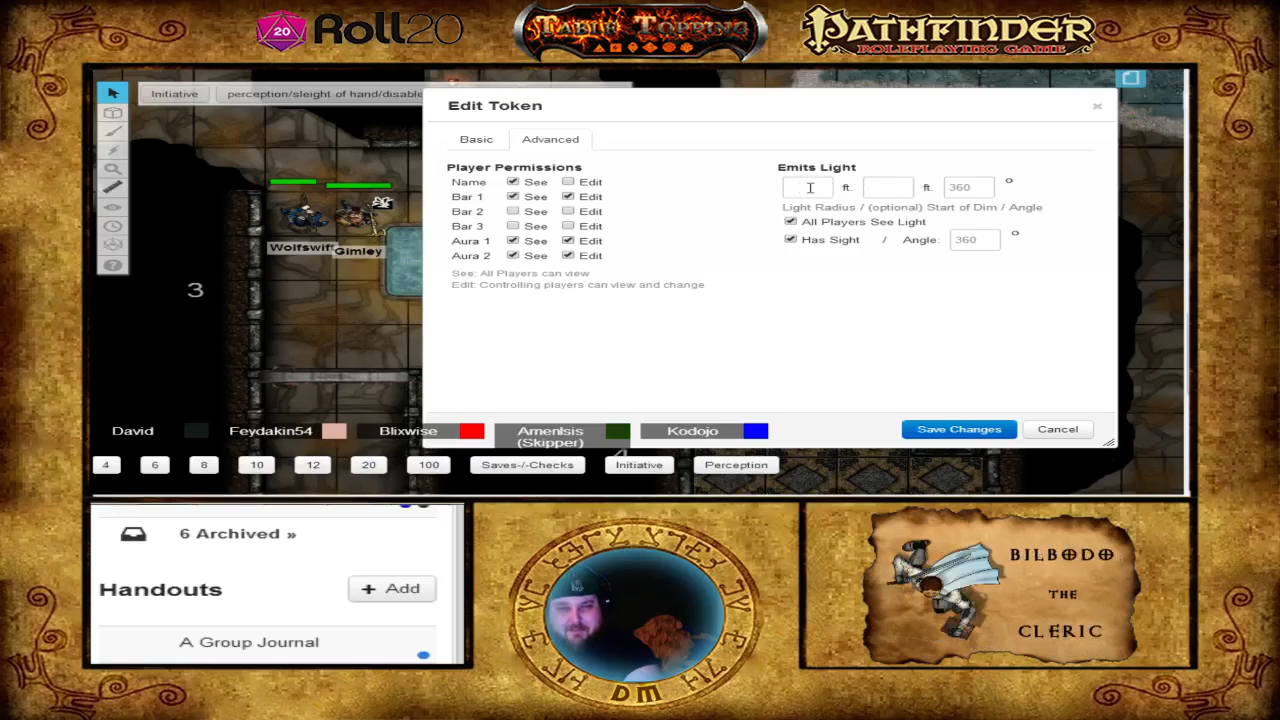 20
Roll20
TABLE TOPPING
PATHFINDER
ROLEPLAYING GAME
Initiative
perception/sleight of hand/disable
Edit Token
×
Basic
Advanced
Player Permissions
Name See Edit
Bar 1 See Edit
Bar 2 See Edit
Bar 3 See Edit
Aura 1 See Edit
Aura 2 See Edit
See: All Players can view
Edit: Controlling players can view and change
Emits Light
ft. ft. 360 °
Light Radius / (optional) Start of Dim / Angle
All Players See Light
Has Sight / Angle: 360 °
Save Changes
Cancel
Wolfswift
Gimley
3
David
Feydakin54
Blixwise
Amenlsis
(Skipper)
Kodojo
4
6
8
10
12
20
100
Saves-/-Checks
Initiative
Perception
6 Archived »
Handouts
+ Add
A Group Journal
DM
BILBODO
THE
CLERIC